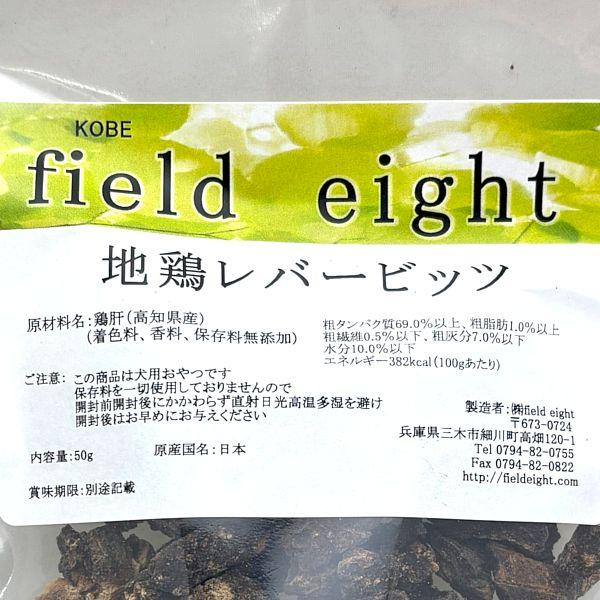 KOBE
field eight
地鶏レバービッツ
原材料名:鶏肝(高知県産)
(着色料、香料、保存料無添加)
粗タンパク質69.0%以上、粗脂肪1.0%以上
粗繊維0.5%以下、粗灰分7.0%以下
水分10.0%以下
エネルギー382kcal(100gあたり)
ご注意: この商品は犬用おやつです
保存料を一切使用しておりませんので
開封前開封後にかかわらず直射日光高温多湿を避け
開封後はお早めにお与えください
内容量:50g 原産国名:日本
賞味期限:別途記載
製造者:㈱field eight
〒673-0724
兵庫県三木市細川町高畑120-1
Tel 0794-82-0755
Fax 0794-82-0822
http://fieldeight.com